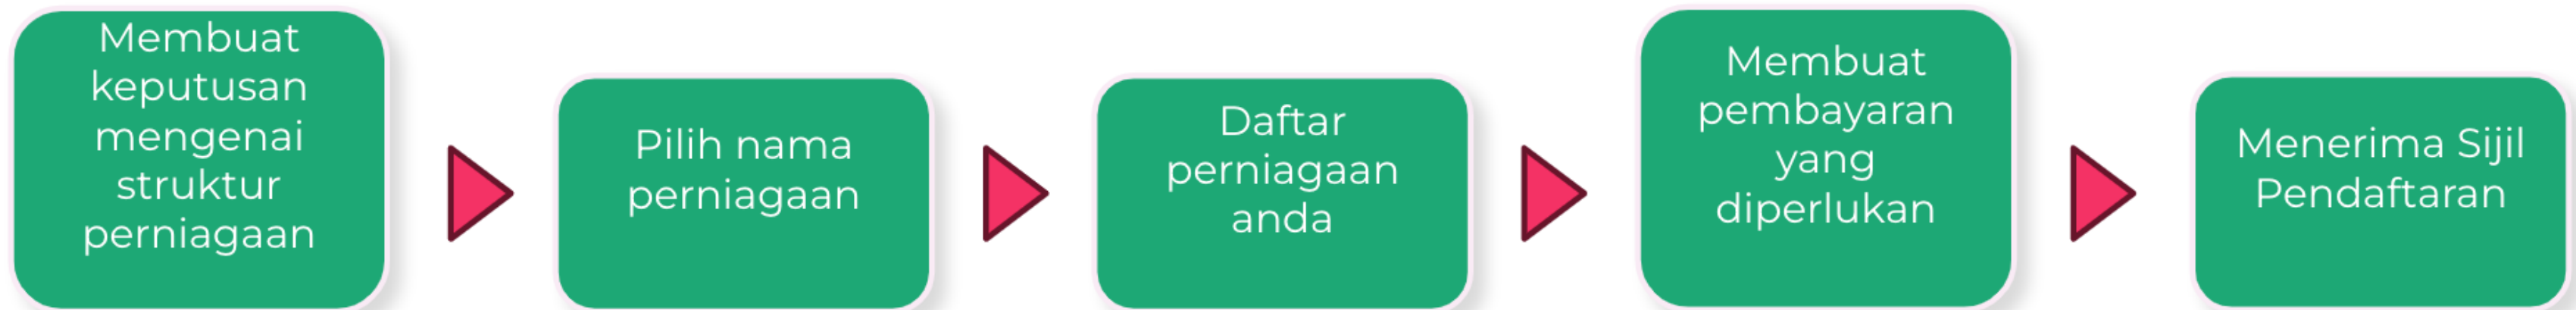 Membuat
keputusan
mengenai
struktur
perniagaan
Pilih nama
perniagaan
Daftar
perniagaan
anda
Membuat
pembayaran
yang
diperlukan
Menerima Sijil
Pendaftaran